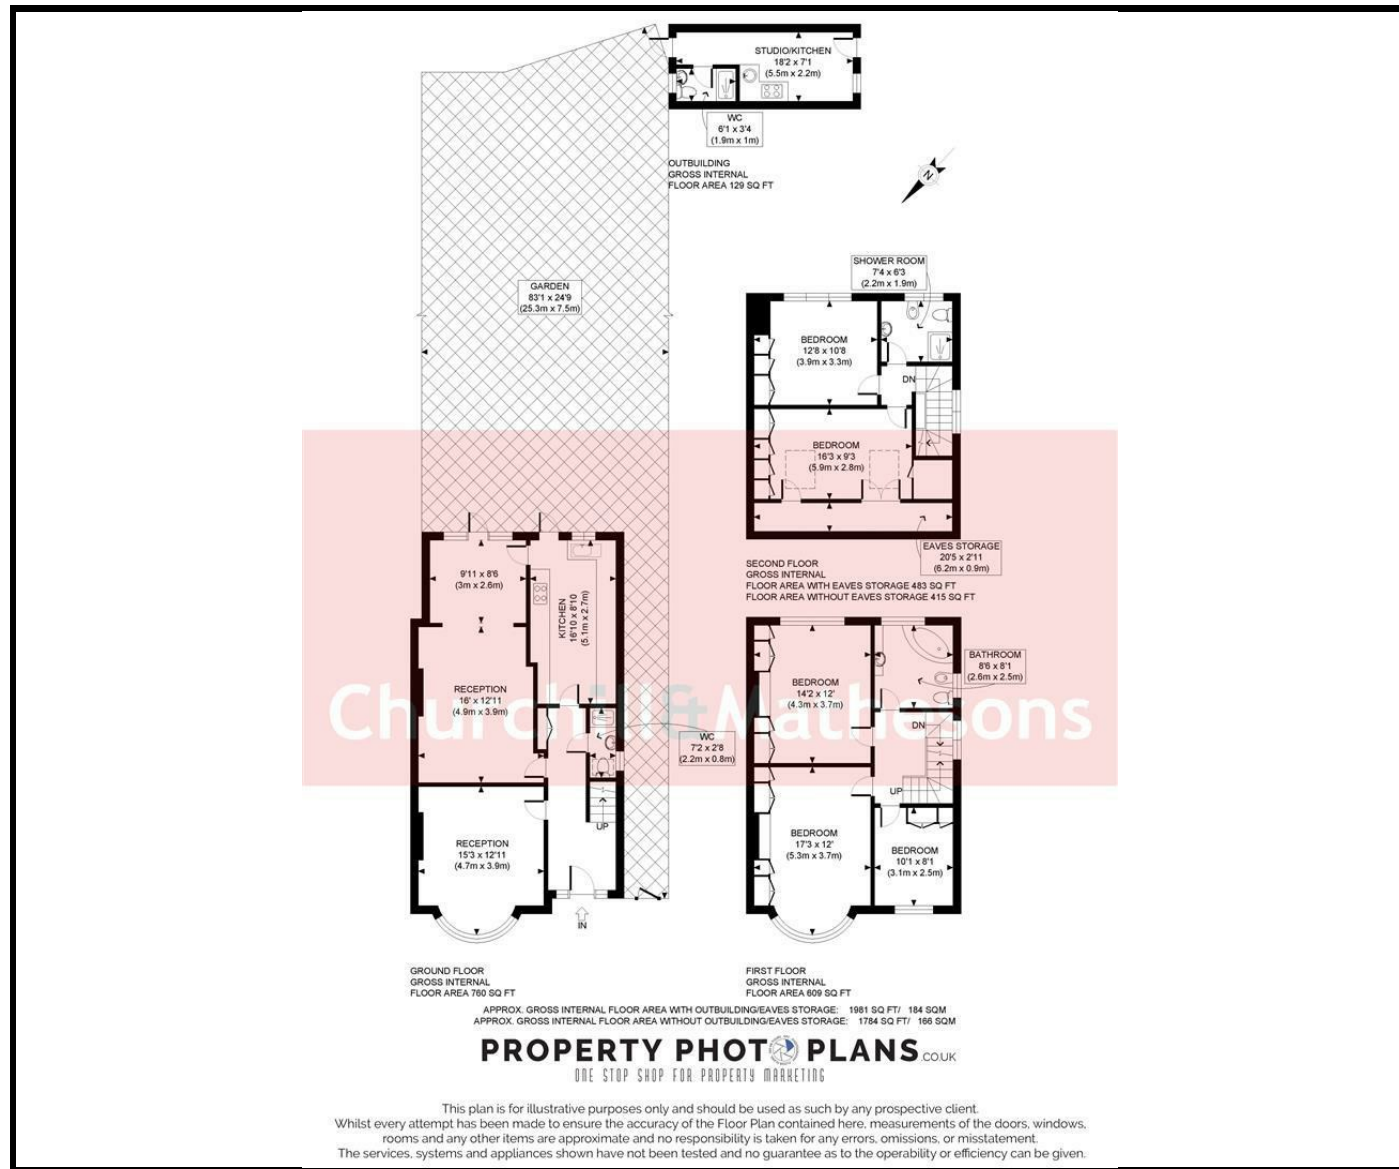 STUDIO/KITCHEN
18'2 x 7'1
(5.5m x 2.2m)
WC
6'1 x 3'4
(1.9m x 1m)
OUTBUILDING
GROSS INTERNAL
FLOOR AREA 129 SQ FT
N
GARDEN
83'1 x 24'9
(25.3m x 7.5m)
SHOWER ROOM
7'4 x 6'3
(2.2m x 1.9m)
BEDROOM
12'8 x 10'8
(3.9m x 3.3m)
DN
BEDROOM
16'3 x 9'3
(5.9m x 2.8m)
EAVES STORAGE
20'5 x 2'11
(6.2m x 0.9m)
SECOND FLOOR
GROSS INTERNAL
FLOOR AREA WITH EAVES STORAGE 483 SQ FT
FLOOR AREA WITHOUT EAVES STORAGE 415 SQ FT
9'11 x 8'6
(3m x 2.6m)
KITCHEN
16'10 x 8'10
(5.1m x 2.7m)
RECEPTION
16' x 12'11
(4.9m x 3.9m)
WC
7'2 x 2'8
(2.2m x 0.8m)
UP
RECEPTION
15'3 x 12'11
(4.7m x 3.9m)
IN
BEDROOM
14'2 x 12'
(4.3m x 3.7m)
BATHROOM
8'6 x 8'1
(2.6m x 2.5m)
DN
UP
BEDROOM
17'3 x 12'
(5.3m x 3.7m)
BEDROOM
10'1 x 8'1
(3.1m x 2.5m)
Churchill & Mathesons
GROUND FLOOR
GROSS INTERNAL
FLOOR AREA 760 SQ FT
FIRST FLOOR
GROSS INTERNAL
FLOOR AREA 609 SQ FT
APPROX. GROSS INTERNAL FLOOR AREA WITH OUTBUILDING/EAVES STORAGE: 1981 SQ FT/ 184 SQM
APPROX. GROSS INTERNAL FLOOR AREA WITHOUT OUTBUILDING/EAVES STORAGE: 1784 SQ FT/ 166 SQM
PROPERTY PHOTO PLANS.CO.UK
ONE STOP SHOP FOR PROPERTY MARKETING
This plan is for illustrative purposes only and should be used as such by any prospective client.
Whilst every attempt has been made to ensure the accuracy of the Floor Plan contained here, measurements of the doors, windows,
rooms and any other items are approximate and no responsibility is taken for any errors, omissions, or misstatement.
The services, systems and appliances shown have not been tested and no guarantee as to the operability or efficiency can be given.